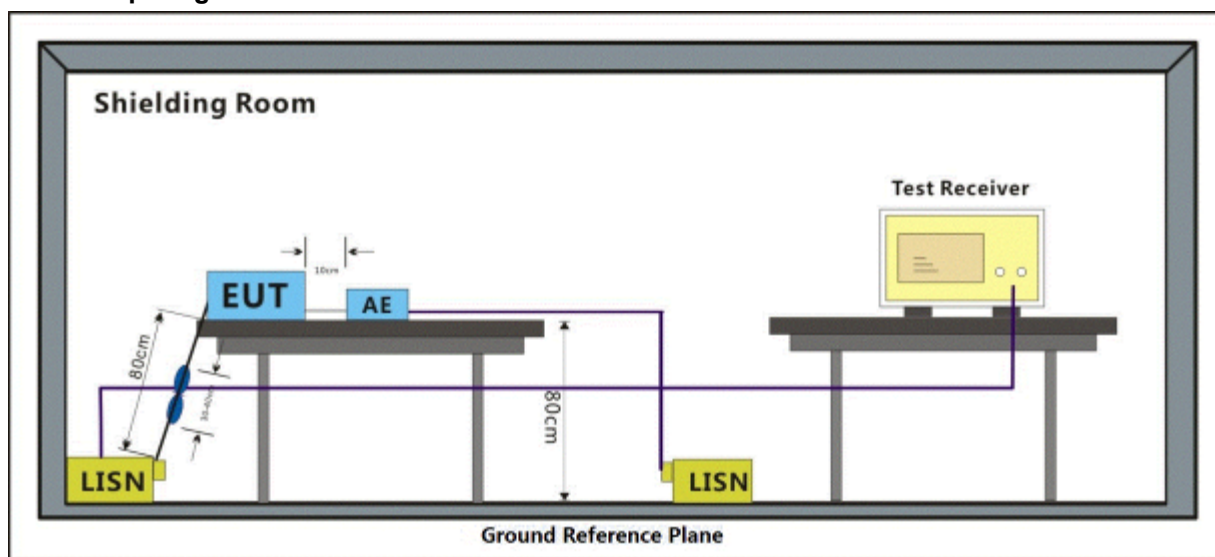 Shielding Room
Test Receiver
10cm
EUT
AE
80cm
80cm
LISN
LISN
Ground Reference Plane